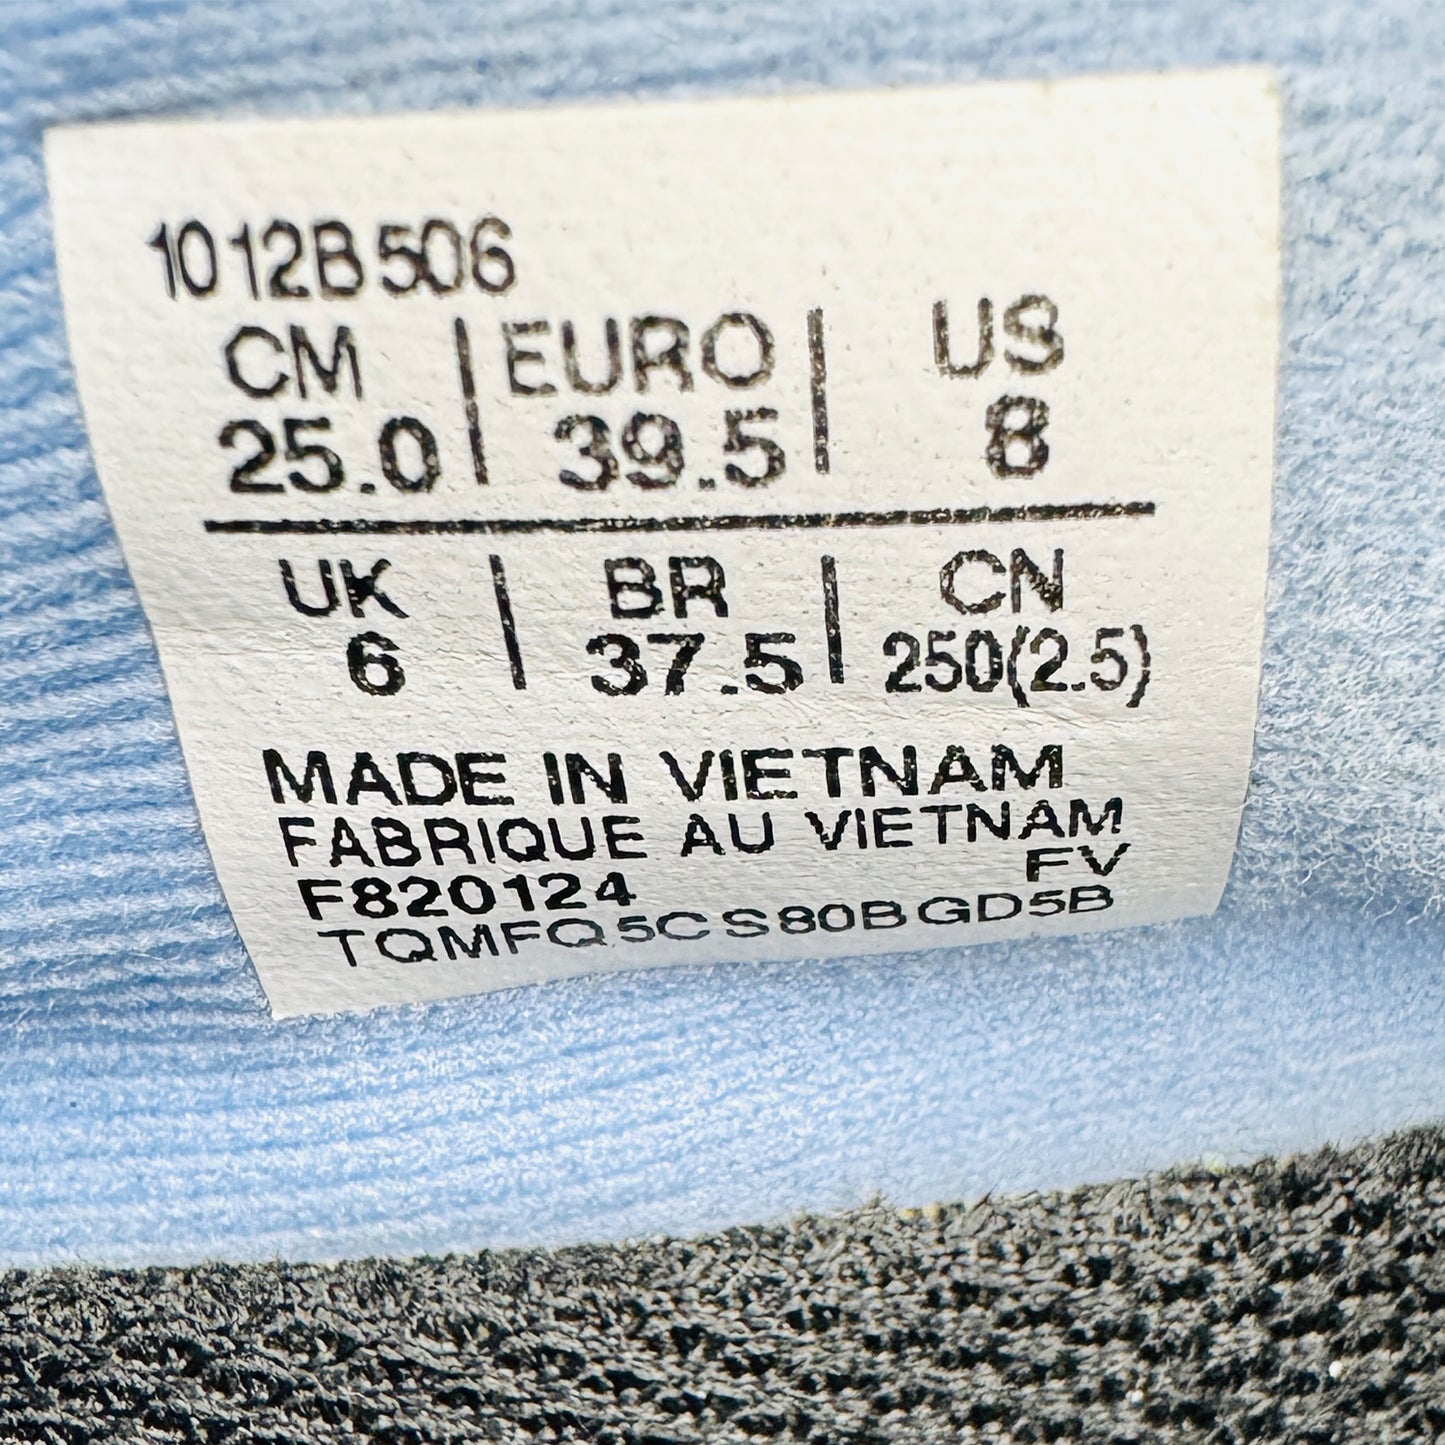 1012B506
CM | EURO | US
25.0 | 39.5 | 8
UK | BR | CN
6 | 37.5 | 250(2.5)
MADE IN VIETNAM
FABRIQUE AU VIETNAM
F820124 FV
TQMFQ5CS80BGD5B